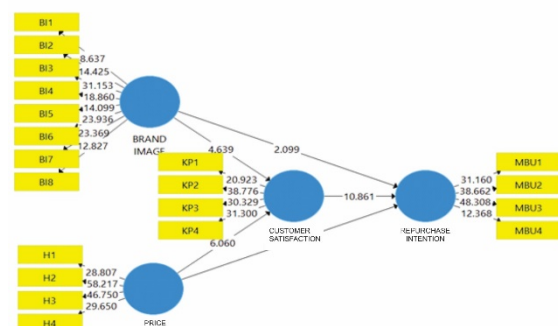 BI1
BI2
BI3
BI4
BI5
BI6
BI7
BI8
8.637
14.425
31.153
18.860
14.099
23.936
23.369
12.827
BRAND
IMAGE
4.639
2.099
KP1
KP2
KP3
KP4
20.923
38.776
30.329
31.300
10.861
CUSTOMER
SATISFACTION
REPURCHASE
INTENTION
31.160
38.662
48.308
12.368
MBU1
MBU2
MBU3
MBU4
6.060
H1
H2
H3
H4
28.807
58.217
46.750
29.650
PRICE